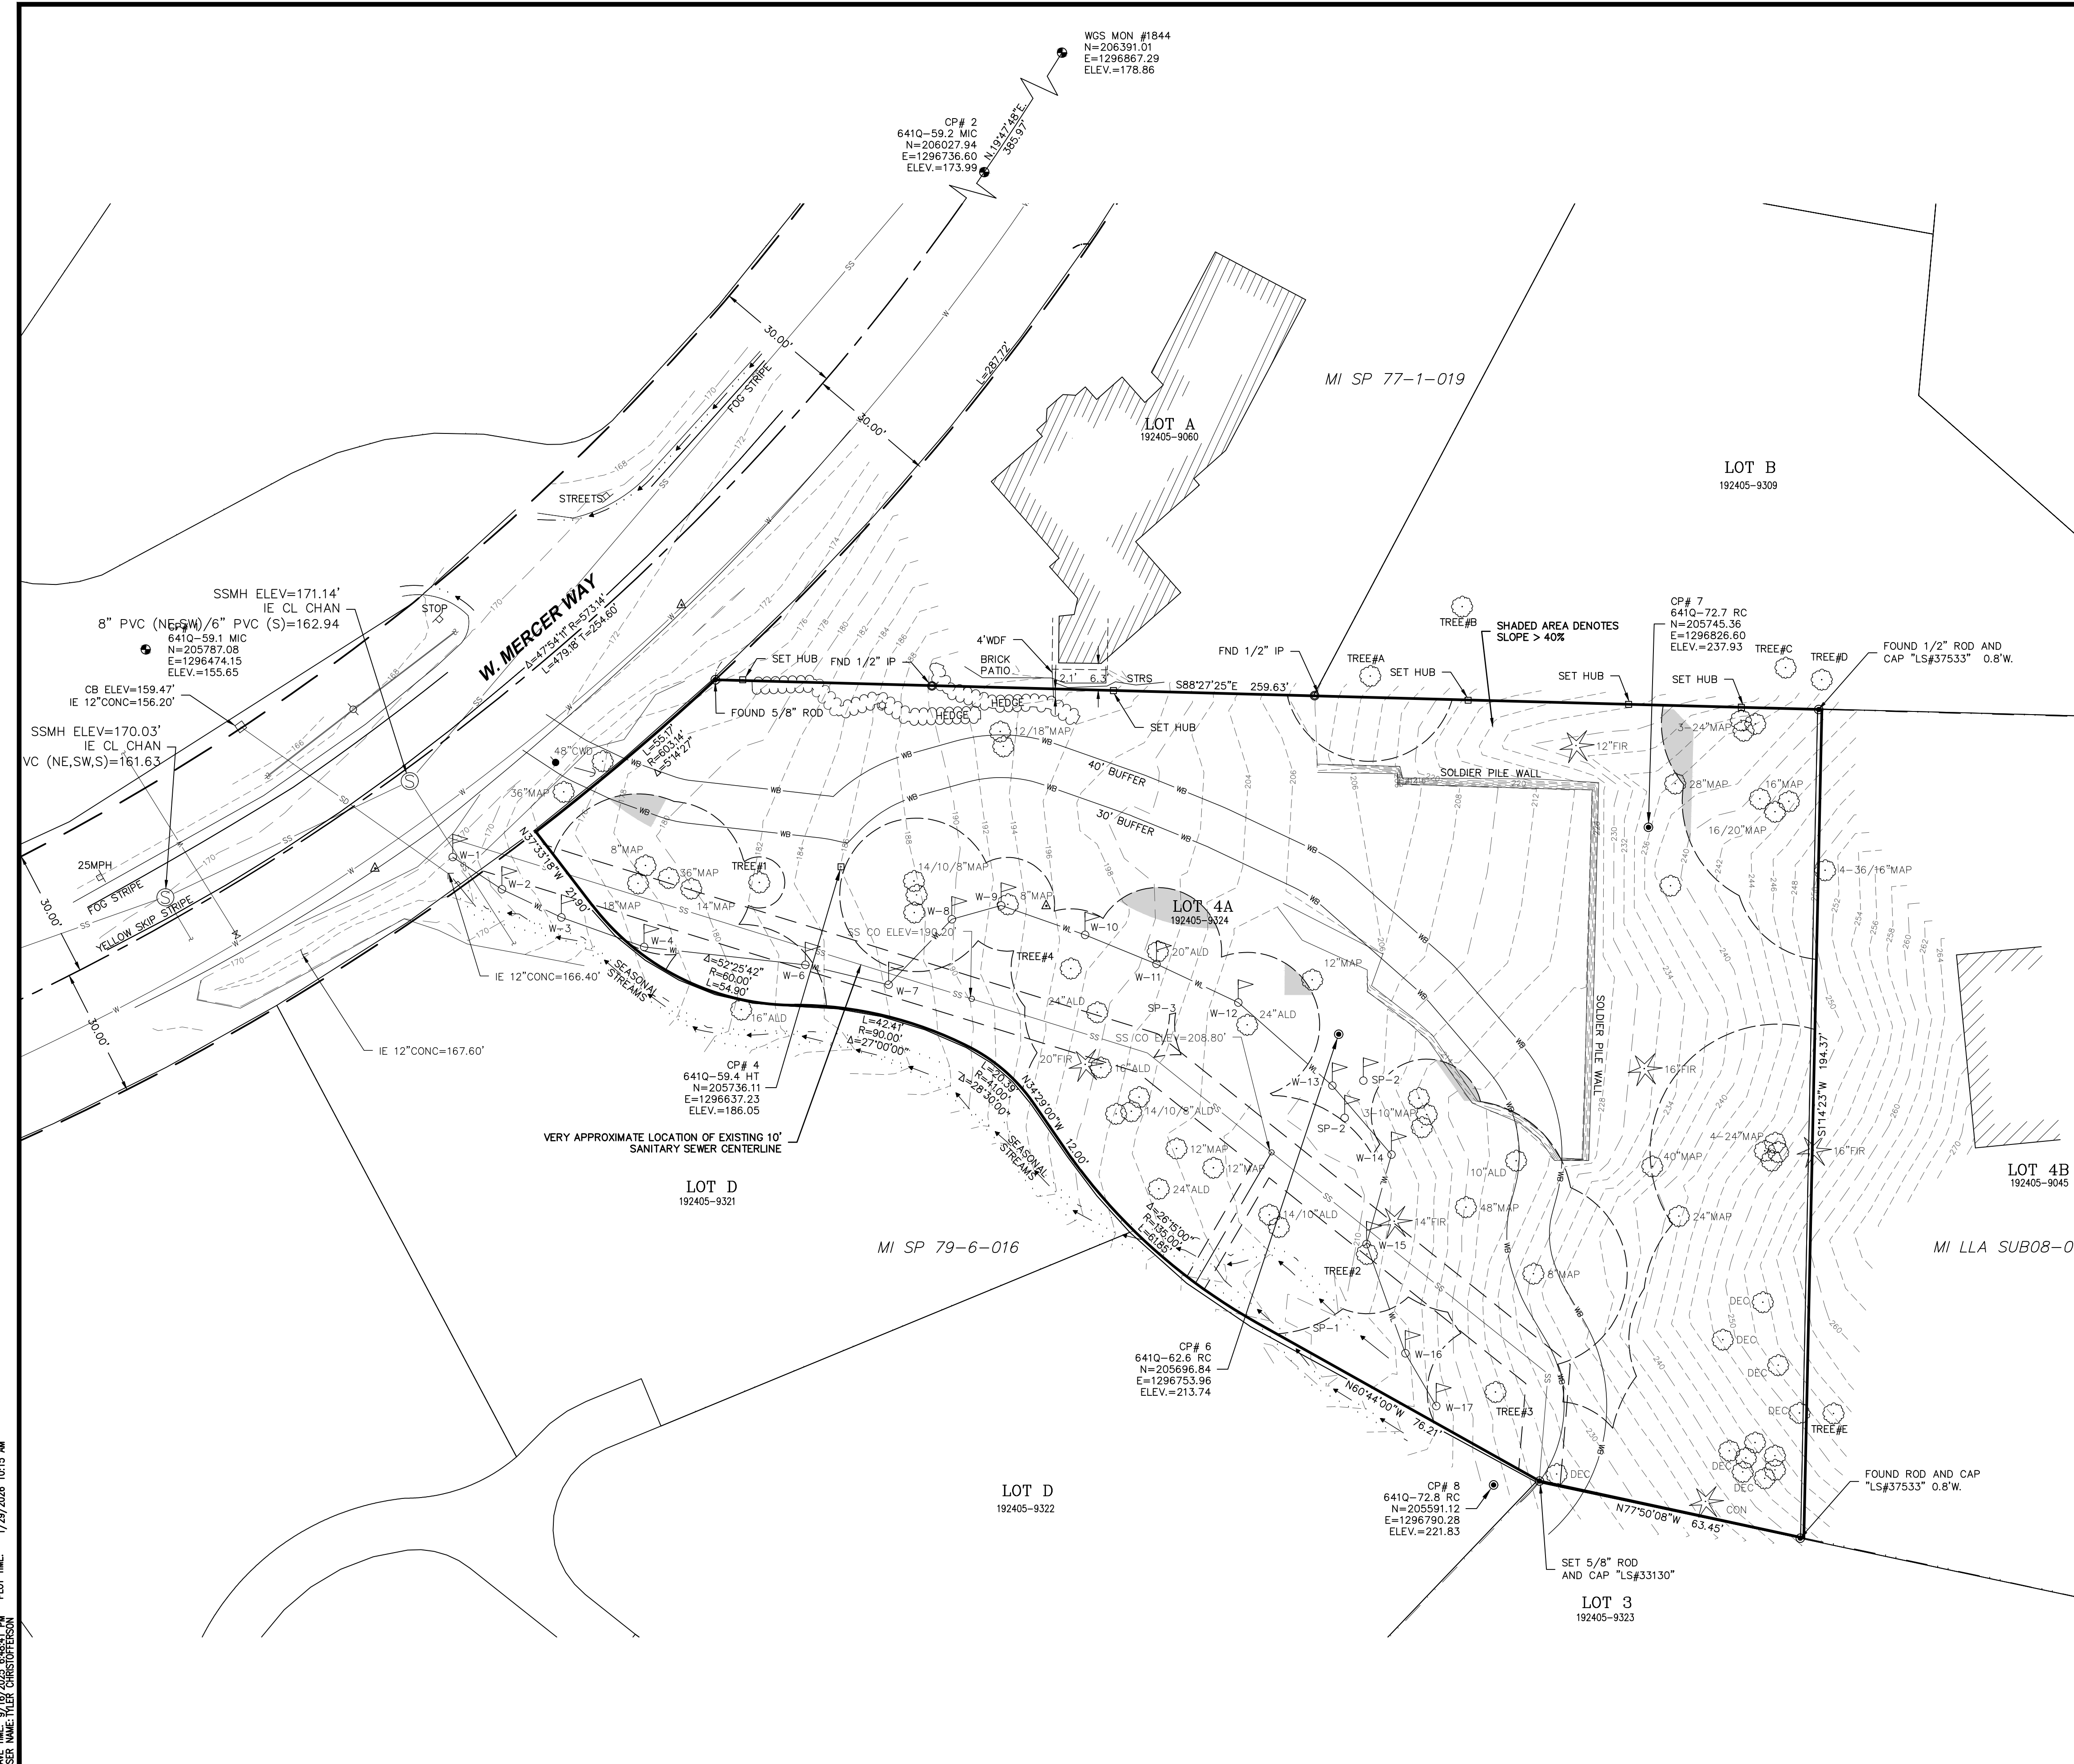 WGS MON #1844
N=206391.01
E=1296867.29
ELEV.=178.86
CP# 2
641Q-59.2 MIC
N=206027.94
E=1296736.60
ELEV.=173.99
N.19°47'48"E.
385.97'
30.00'
30.00'
L=287.72'
FOG STRIPE
STREETS
W. MERCER WAY
Δ=47°54'11" R=573.14'
L=479.18' T=254.60'
MI SP 77-1-019
LOT A
192405-9060
LOT B
192405-9309
SSMH ELEV=171.14'
IE CL CHAN
8" PVC (NE,SW)/6" PVC (S)=162.94
STOP
641Q-59.1 MIC
N=205787.08
E=1296474.15
ELEV.=155.65
CB ELEV=159.47'
IE 12"CONC=156.20'
SSMH ELEV=170.03'
IE CL CHAN
VC (NE,SW,S)=161.63
25MPH
FOG STRIPE
YELLOW SKIP STRIPE
30.00'
30.00'
IE 12"CONC=166.40'
IE 12"CONC=167.60'
SET HUB
FND 1/2" IP
4'WDF
BRICK
PATIO
2.1'
6.3'
STRS
HEDGE
HEDGE
SET HUB
FOUND 5/8" ROD
S88°27'25"E 259.63'
FND 1/2" IP
TREE#A
TREE#B
SET HUB
SHADED AREA DENOTES
SLOPE > 40%
SET HUB
SET HUB
CP# 7
641Q-72.7 RC
N=205745.36
E=1296826.60
ELEV.=237.93
TREE#C
TREE#D
FOUND 1/2" ROD AND
CAP "LS#37533" 0.8'W.
L=55.17'
R=603.14'
Δ=5°14'27"
48"CWD
36"MAP
N37°33'18"W 21.90'
12/18"MAP
40' BUFFER
30' BUFFER
SOLDIER PILE WALL
12"FIR
3-24"MAP
28"MAP
16"MAP
16/20"MAP
4-36/16"MAP
8"MAP
36"MAP
18"MAP
14"MAP
TREE#1
14/10/8"MAP
8"MAP
LOT 4A
192405-9324
W-1
W-2
W-3
W-4
W-6
W-7
W-8
W-9
W-10
W-11
W-12
W-13
W-14
W-15
W-16
W-17
SS CO ELEV=190.20'
TREE#4
20"ALD
12"MAP
24"ALD
SP-3
24"ALD
SS CO ELEV=208.80'
SEASONAL
STREAMS
Δ=52°25'42"
R=60.00'
L=54.90'
16"ALD
L=42.41'
R=90.00'
Δ=27°00'00"
L=20.39'
R=41.00'
Δ=28°30'00"
N34°29'00"W 12.00'
20"FIR
16"ALD
14/10/8"ALD
SP-2
SP-2
3-10"MAP
SOLDIER PILE WALL
16"FIR
S1°14'23"W 194.37'
CP# 4
641Q-59.4 HT
N=205736.11
E=1296637.23
ELEV.=186.05
VERY APPROXIMATE LOCATION OF EXISTING 10'
SANITARY SEWER CENTERLINE
SEASONAL
STREAMS
12"MAP
12"MAP
24"ALD
14/10"ALD
10"ALD
48"MAP
14"FIR
TREE#2
8"MAP
40"MAP
4-24"MAP
16"FIR
24"MAP
LOT 4B
192405-9045
MI LLA SUB08-0
LOT D
192405-9321
MI SP 79-6-016
Δ=26°15'00"
R=135.00'
L=61.85'
SP-1
CP# 6
641Q-62.6 RC
N=205696.84
E=1296753.96
ELEV.=213.74
N60°44'00"W 76.21'
TREE#3
DEC
DEC
DEC
DEC
TREE#E
DEC
DEC
DEC
CON
N77°50'08"W 63.45'
FOUND ROD AND CAP
"LS#37533" 0.8'W.
LOT D
192405-9322
CP# 8
641Q-72.8 RC
N=205591.12
E=1296790.28
ELEV.=221.83
SET 5/8" ROD
AND CAP "LS#33130"
LOT 3
192405-9323
1/29/2026 10:15 AM
9/16/2025 6:46:41 PM
SER NAME: TYLER CHRISTOFFERSON